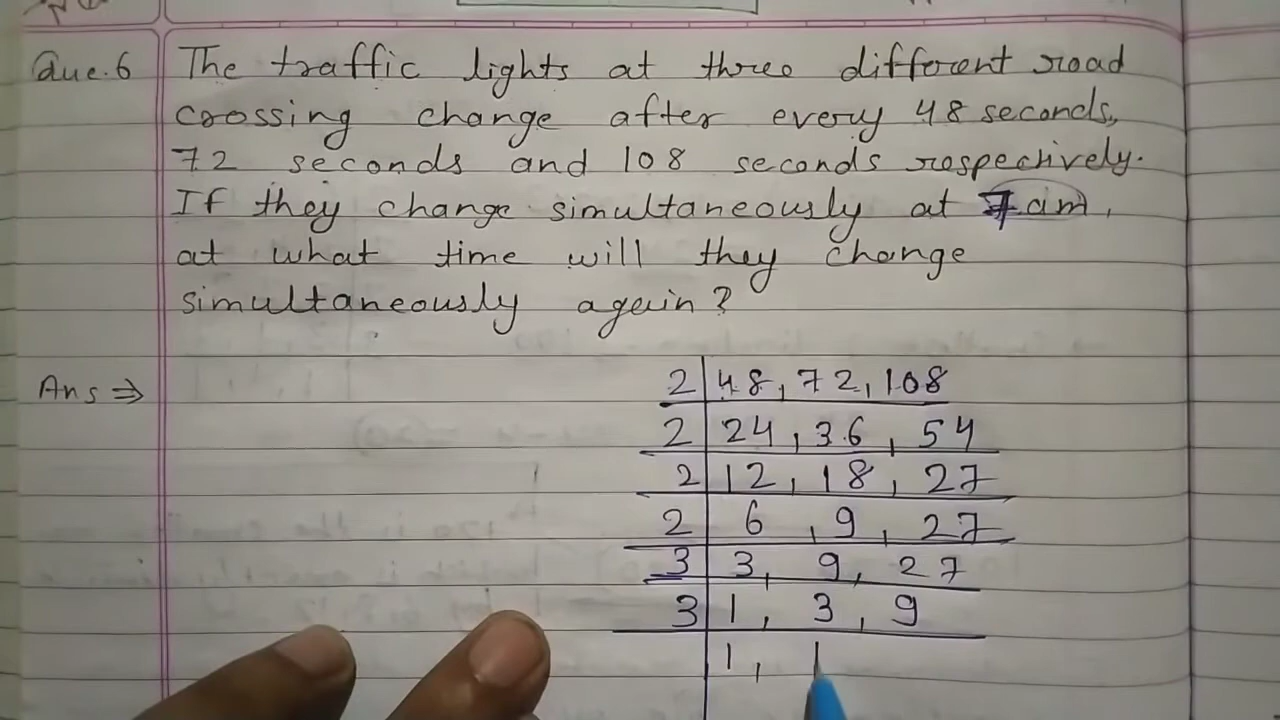 Que.6 The traffic lights at three different road
crossing change after every 48 seconds,
72 seconds and 108 seconds respectively.
If they change simultaneously at 7 am,
at what time will they change
simultaneously again?
Ans ⇒
2 | 48, 72, 108
2 | 24, 36, 54
2 | 12, 18, 27
2 | 6, 9, 27
3 | 3, 9, 27
3 | 1, 3, 9
| 1, 1